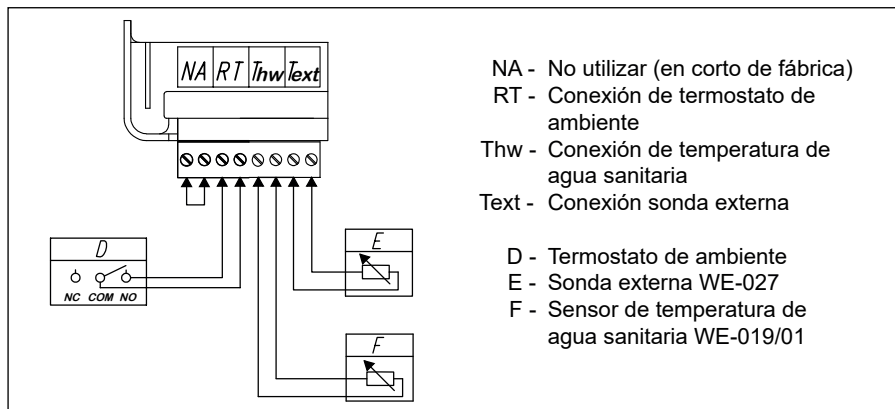 NA RT Thw Text
NA - No utilizar (en corto de fábrica)
RT - Conexión de termostato de
ambiente
Thw - Conexión de temperatura de
agua sanitaria
Text - Conexión sonda externa
D
NC COM NO
E
F
D - Termostato de ambiente
E - Sonda externa WE-027
F - Sensor de temperatura de
agua sanitaria WE-019/01